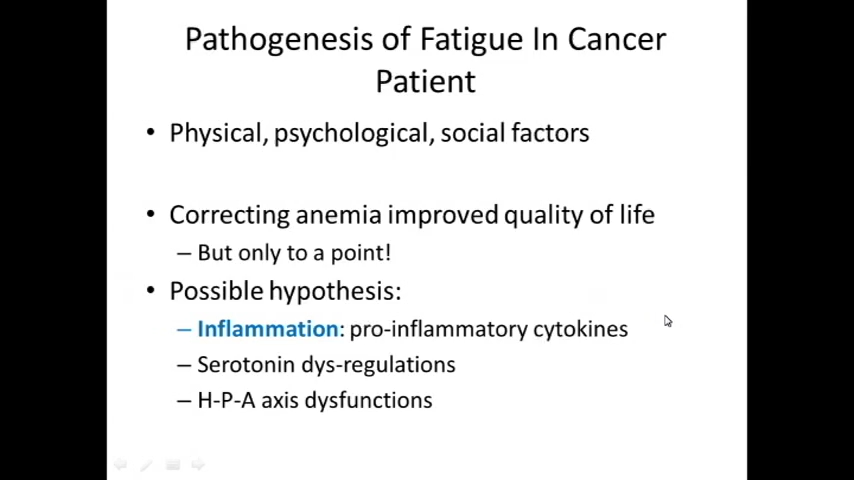 Pathogenesis of Fatigue In Cancer
Patient
• Physical, psychological, social factors
• Correcting anemia improved quality of life
– But only to a point!
• Possible hypothesis:
– Inflammation: pro-inflammatory cytokines
– Serotonin dys-regulations
– H-P-A axis dysfunctions